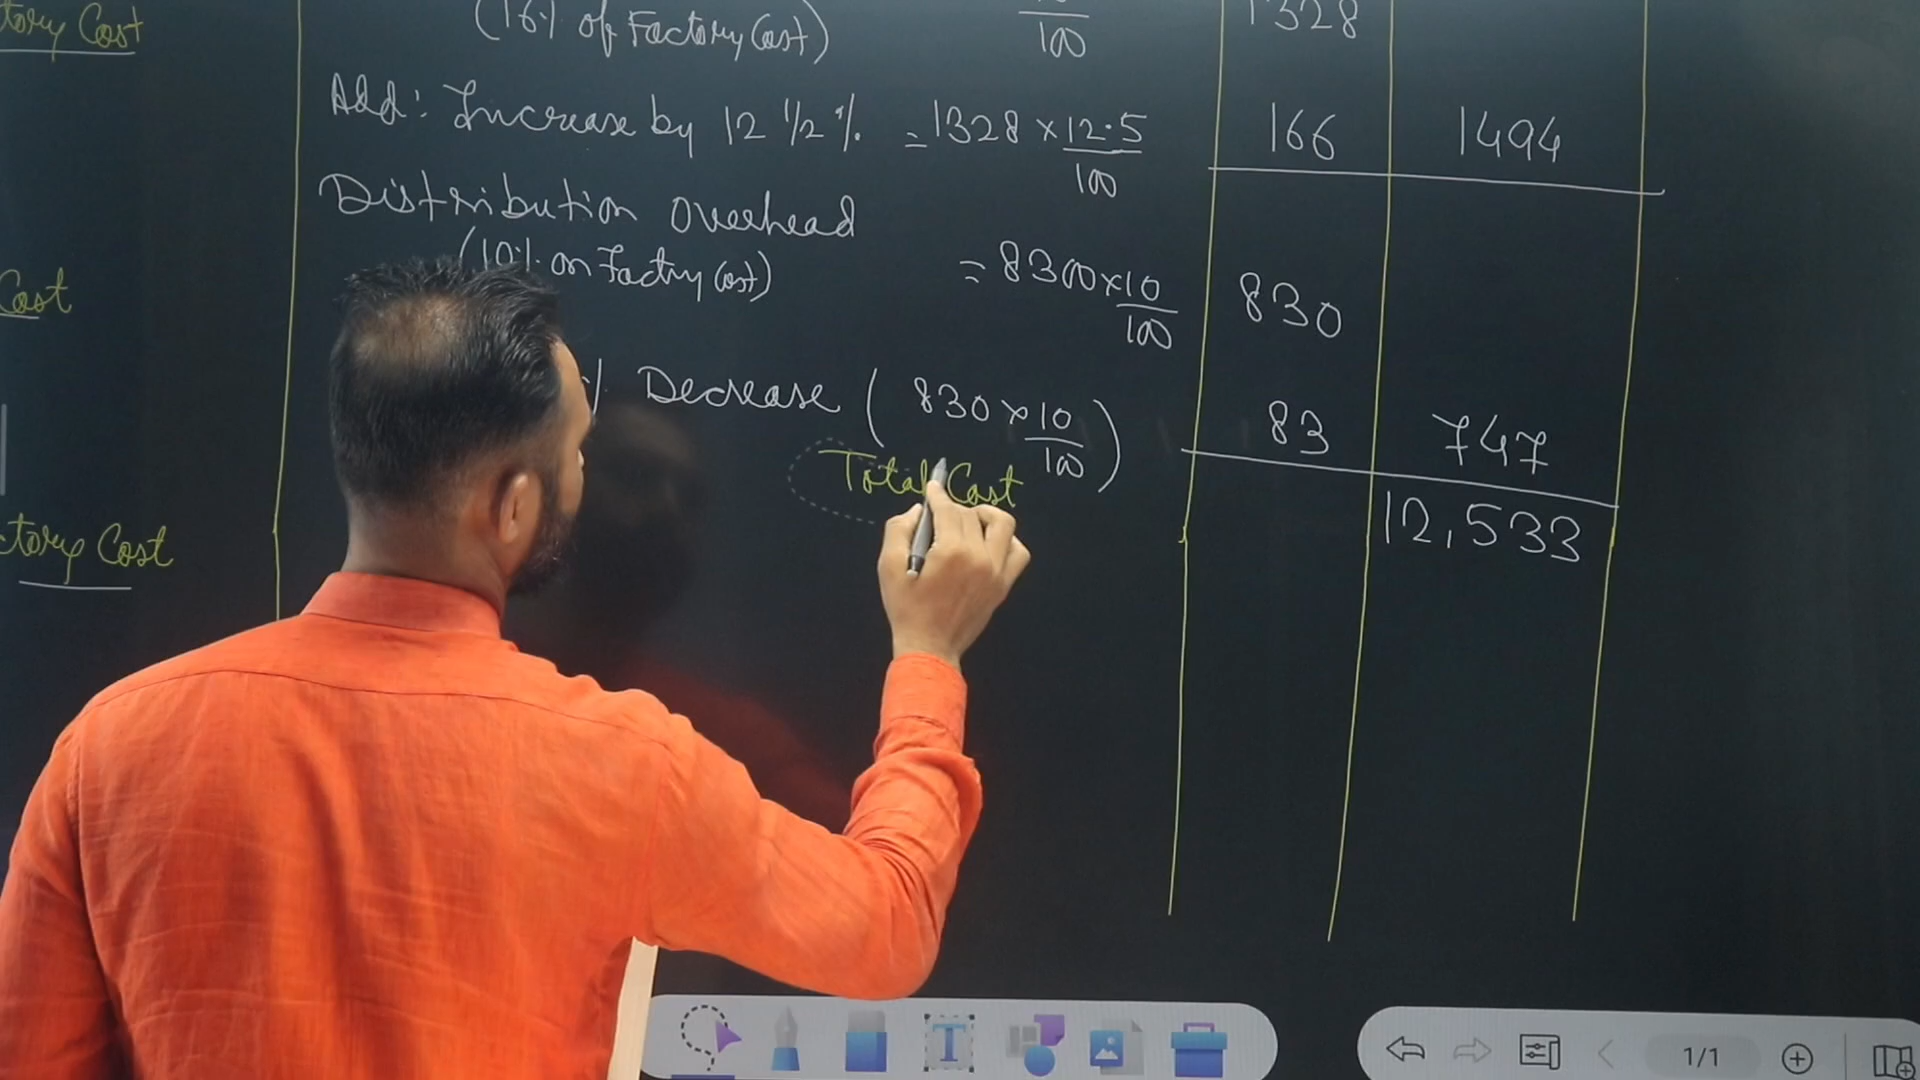 tory Cost
(16% of Factory Cost)
100
1328
Add: Increase by 12 1/2 % = 1328 × 12.5
100
166
1494
Distribution Overhead
(10% on Factry Cost)
= 8300 × 10
100
830
Cost
% Decrease ( 830 × 10
100 )
83
747
Total Cost
12,533
ctory Cost
T
1/1